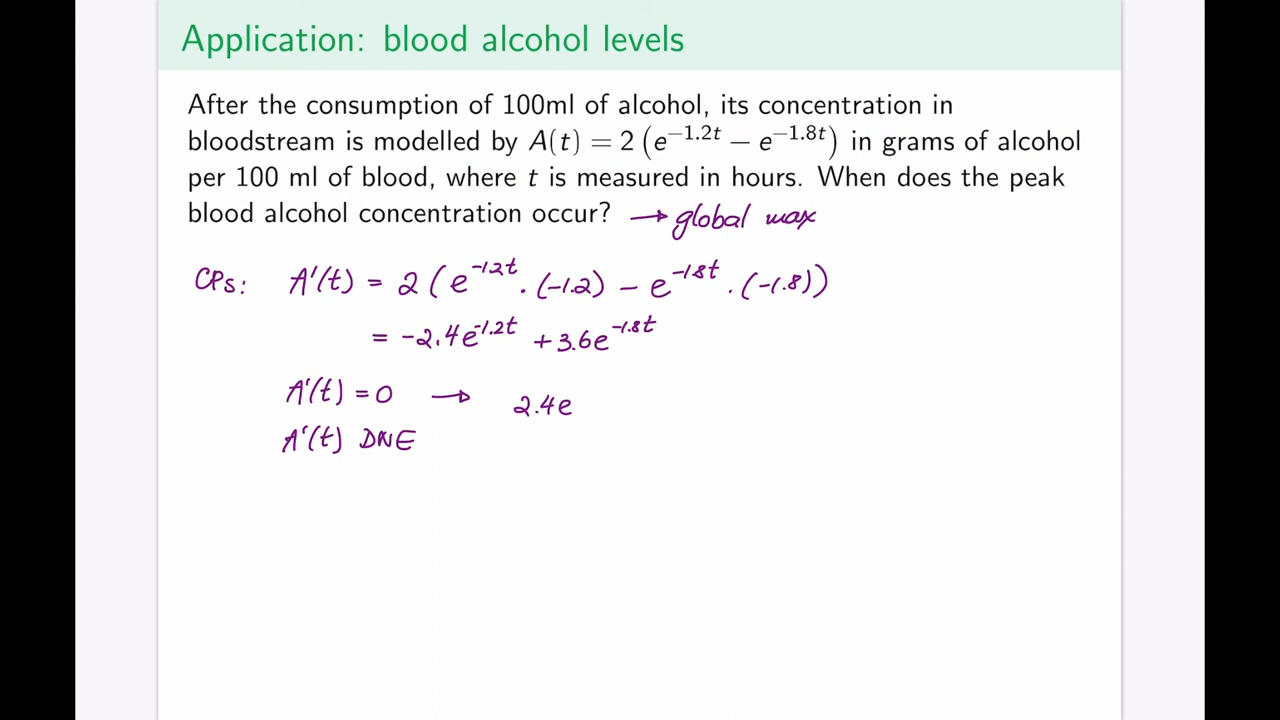 Application: blood alcohol levels
After the consumption of 100ml of alcohol, its concentration in
bloodstream is modelled by A(t) = 2 (e^{−1.2t} − e^{−1.8t}) in grams of alcohol
per 100 ml of blood, where t is measured in hours. When does the peak
blood alcohol concentration occur? → global max
CPs: A'(t) = 2 (e^{-1.2t} · (-1.2) - e^{-1.8t} · (-1.8))
= -2.4e^{-1.2t} + 3.6e^{-1.8t}
A'(t) = 0 → 2.4e
A'(t) DNE